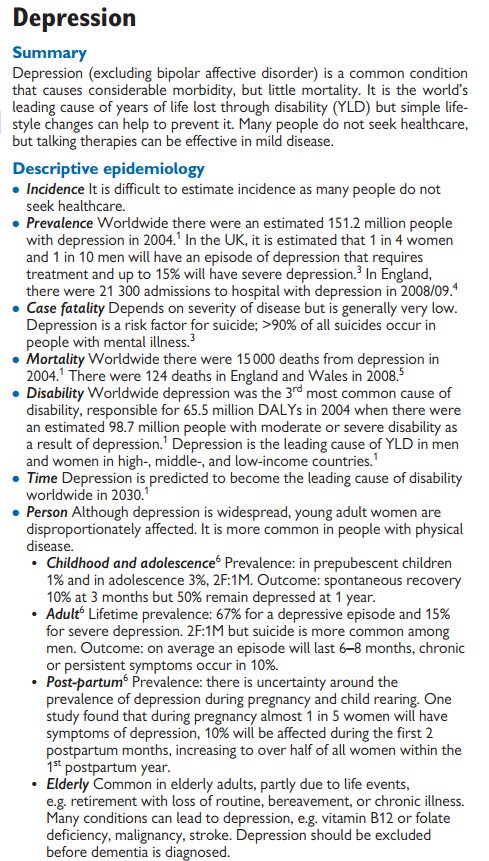 Depression
Summary
Depression (excluding bipolar affective disorder) is a common condition
that causes considerable morbidity, but little mortality. It is the world's
leading cause of years of life lost through disability (YLD) but simple life-
style changes can help to prevent it. Many people do not seek healthcare,
but talking therapies can be effective in mild disease.
Descriptive epidemiology
• Incidence It is difficult to estimate incidence as many people do not
seek healthcare.
• Prevalence Worldwide there were an estimated 151.2 million people
with depression in 2004.1 In the UK, it is estimated that 1 in 4 women
and 1 in 10 men will have an episode of depression that requires
treatment and up to 15% will have severe depression.3 In England,
there were 21 300 admissions to hospital with depression in 2008/09.4
• Case fatality Depends on severity of disease but is generally very low.
Depression is a risk factor for suicide; >90% of all suicides occur in
people with mental illness.3
• Mortality Worldwide there were 15 000 deaths from depression in
2004.1 There were 124 deaths in England and Wales in 2008.5
• Disability Worldwide depression was the 3rd most common cause of
disability, responsible for 65.5 million DALYs in 2004 when there were
an estimated 98.7 million people with moderate or severe disability as
a result of depression.1 Depression is the leading cause of YLD in men
and women in high-, middle-, and low-income countries.1
• Time Depression is predicted to become the leading cause of disability
worldwide in 2030.1
• Person Although depression is widespread, young adult women are
disproportionately affected. It is more common in people with physical
disease.
• Childhood and adolescence6 Prevalence: in prepubescent children
1% and in adolescence 3%, 2F:1M. Outcome: spontaneous recovery
10% at 3 months but 50% remain depressed at 1 year.
• Adult6 Lifetime prevalence: 67% for a depressive episode and 15%
for severe depression. 2F:1M but suicide is more common among
men. Outcome: on average an episode will last 6–8 months, chronic
or persistent symptoms occur in 10%.
• Post-partum6 Prevalence: there is uncertainty around the
prevalence of depression during pregnancy and child rearing. One
study found that during pregnancy almost 1 in 5 women will have
symptoms of depression, 10% will be affected during the first 2
postpartum months, increasing to over half of all women within the
1st postpartum year.
• Elderly Common in elderly adults, partly due to life events,
e.g. retirement with loss of routine, bereavement, or chronic illness.
Many conditions can lead to depression, e.g. vitamin B12 or folate
deficiency, malignancy, stroke. Depression should be excluded
before dementia is diagnosed.